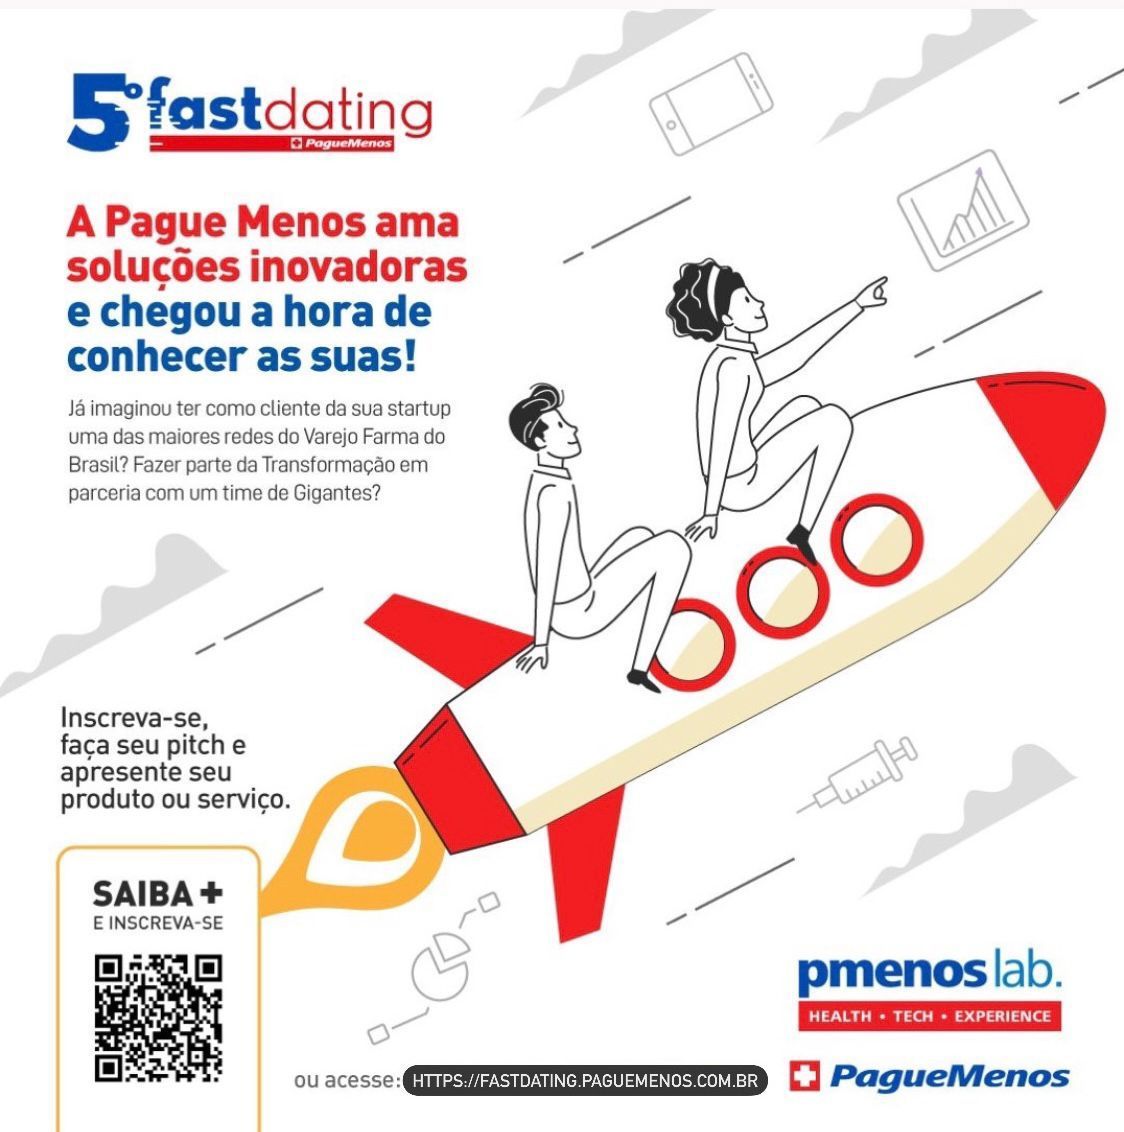 5º fastdating
PagueMenos
A Pague Menos ama
soluções inovadoras
e chegou a hora de
conhecer as suas!
Já imaginou ter como cliente da sua startup
uma das maiores redes do Varejo Farma do
Brasil? Fazer parte da Transformação em
parceria com um time de Gigantes?
Inscreva-se,
faça seu pitch e
apresente seu
produto ou serviço.
SAIBA +
E INSCREVA-SE
ou acesse: HTTPS://FASTDATING.PAGUEMENOS.COM.BR
pmenos lab.
HEALTH • TECH • EXPERIENCE
PagueMenos